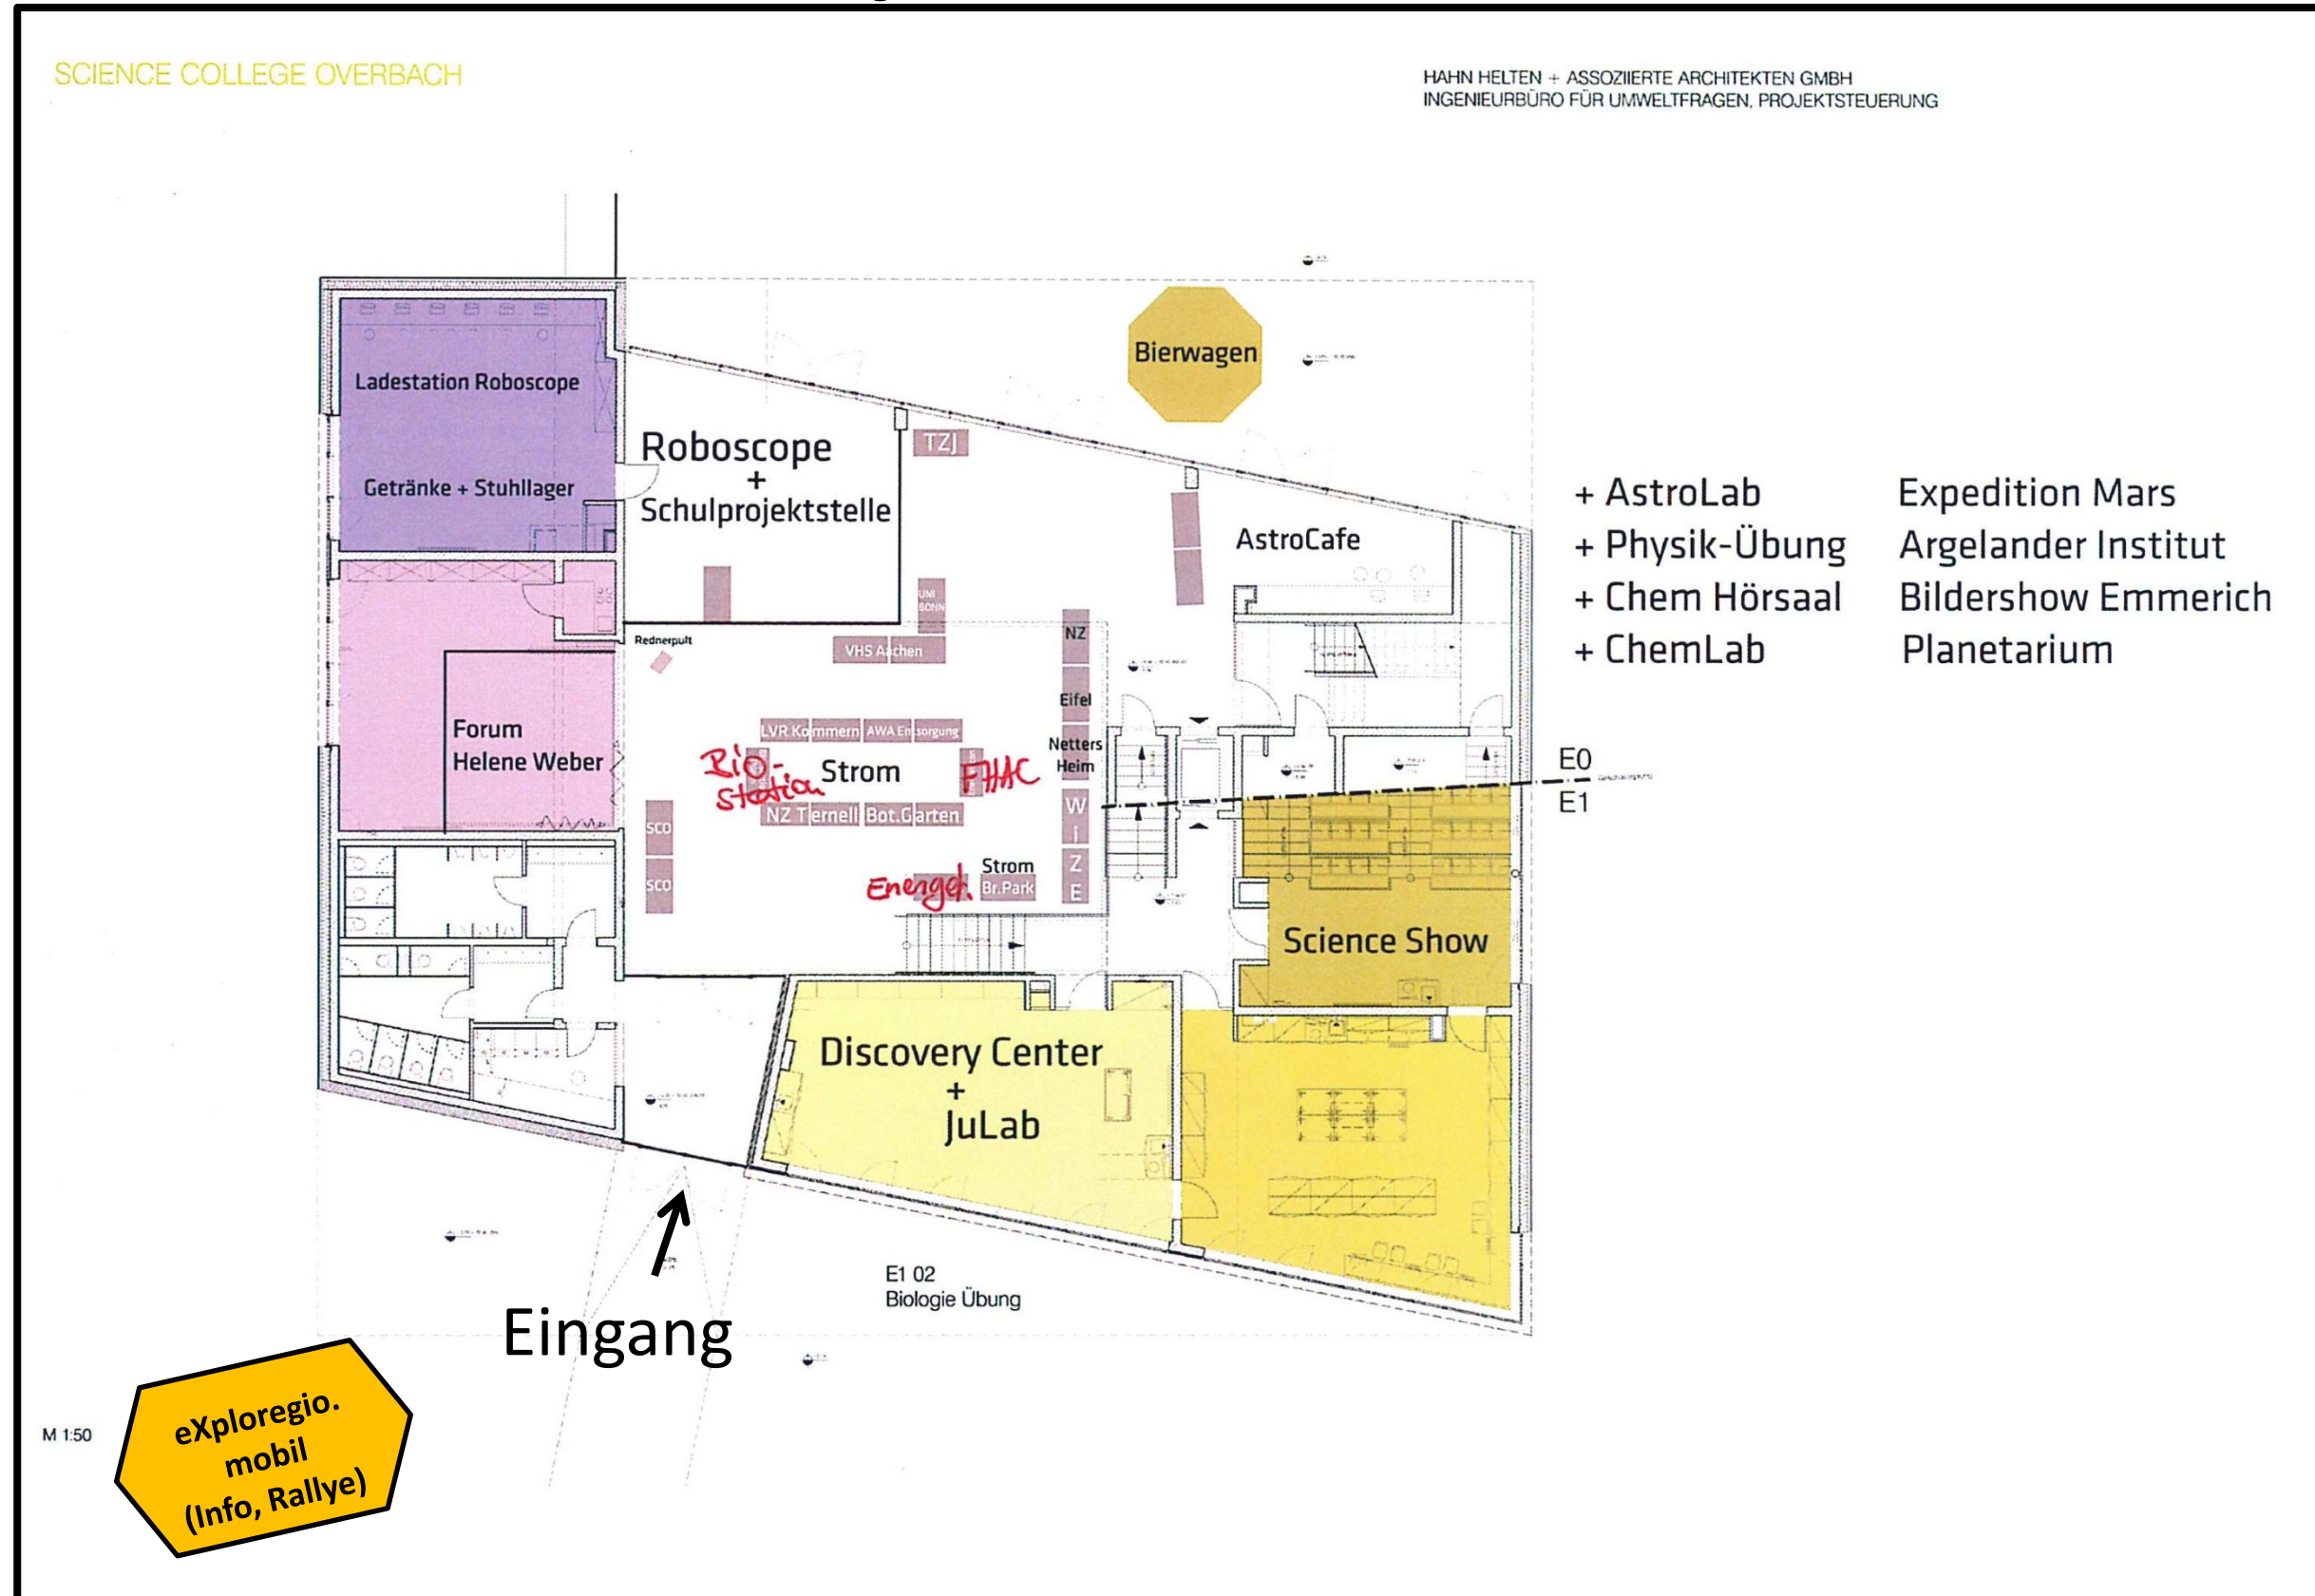 SCIENCE COLLEGE OVERBACH
HAHN HELTEN + ASSOZIIERTE ARCHITEKTEN GMBH
INGENIEURBÜRO FÜR UMWELTFRAGEN, PROJEKTSTEUERUNG
Bierwagen
Ladestation Roboscope
Getränke + Stuhllager
Roboscope
+
Schulprojektstelle
TZJ
AstroCafe
+ AstroLab Expedition Mars
+ Physik-Übung Argelander Institut
+ Chem Hörsaal Bildershow Emmerich
+ ChemLab Planetarium
UNI
BONN
Rednerpult
VHS Aachen
NZ
Eifel
Netters
Heim
Forum
Helene Weber
LVR Kommern
AWA Entsorgung
Bio-
station
Strom
FHAC
NZ Ternell
Bot.Garten
W
i
Z
E
E0
E1
SCO
SCO
Strom
Energet.
Br.Park
Science Show
Discovery Center
+
JuLab
E1 02
Biologie Übung
Eingang
eXploregio.
mobil
(Info, Rallye)
M 1:50